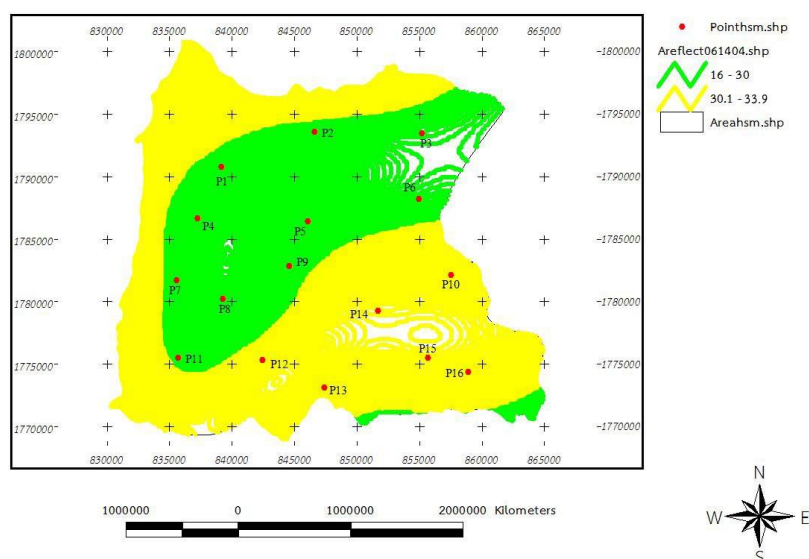 830000 835000 840000 845000 850000 855000 860000 865000
1800000 1800000
1795000 1795000
1790000 1790000
1785000 1785000
1780000 1780000
1775000 1775000
1770000 1770000
P2
P3
P1
P6
P4
P5
P9
P7
P8
P10
P14
P11
P12
P15
P16
P13
830000 835000 840000 845000 850000 855000 860000 865000
Pointhsm.shp
Areflect061404.shp
16 - 30
30.1 - 33.9
Areahsm.shp
1000000 0 1000000 2000000 Kilometers
N
W E
S